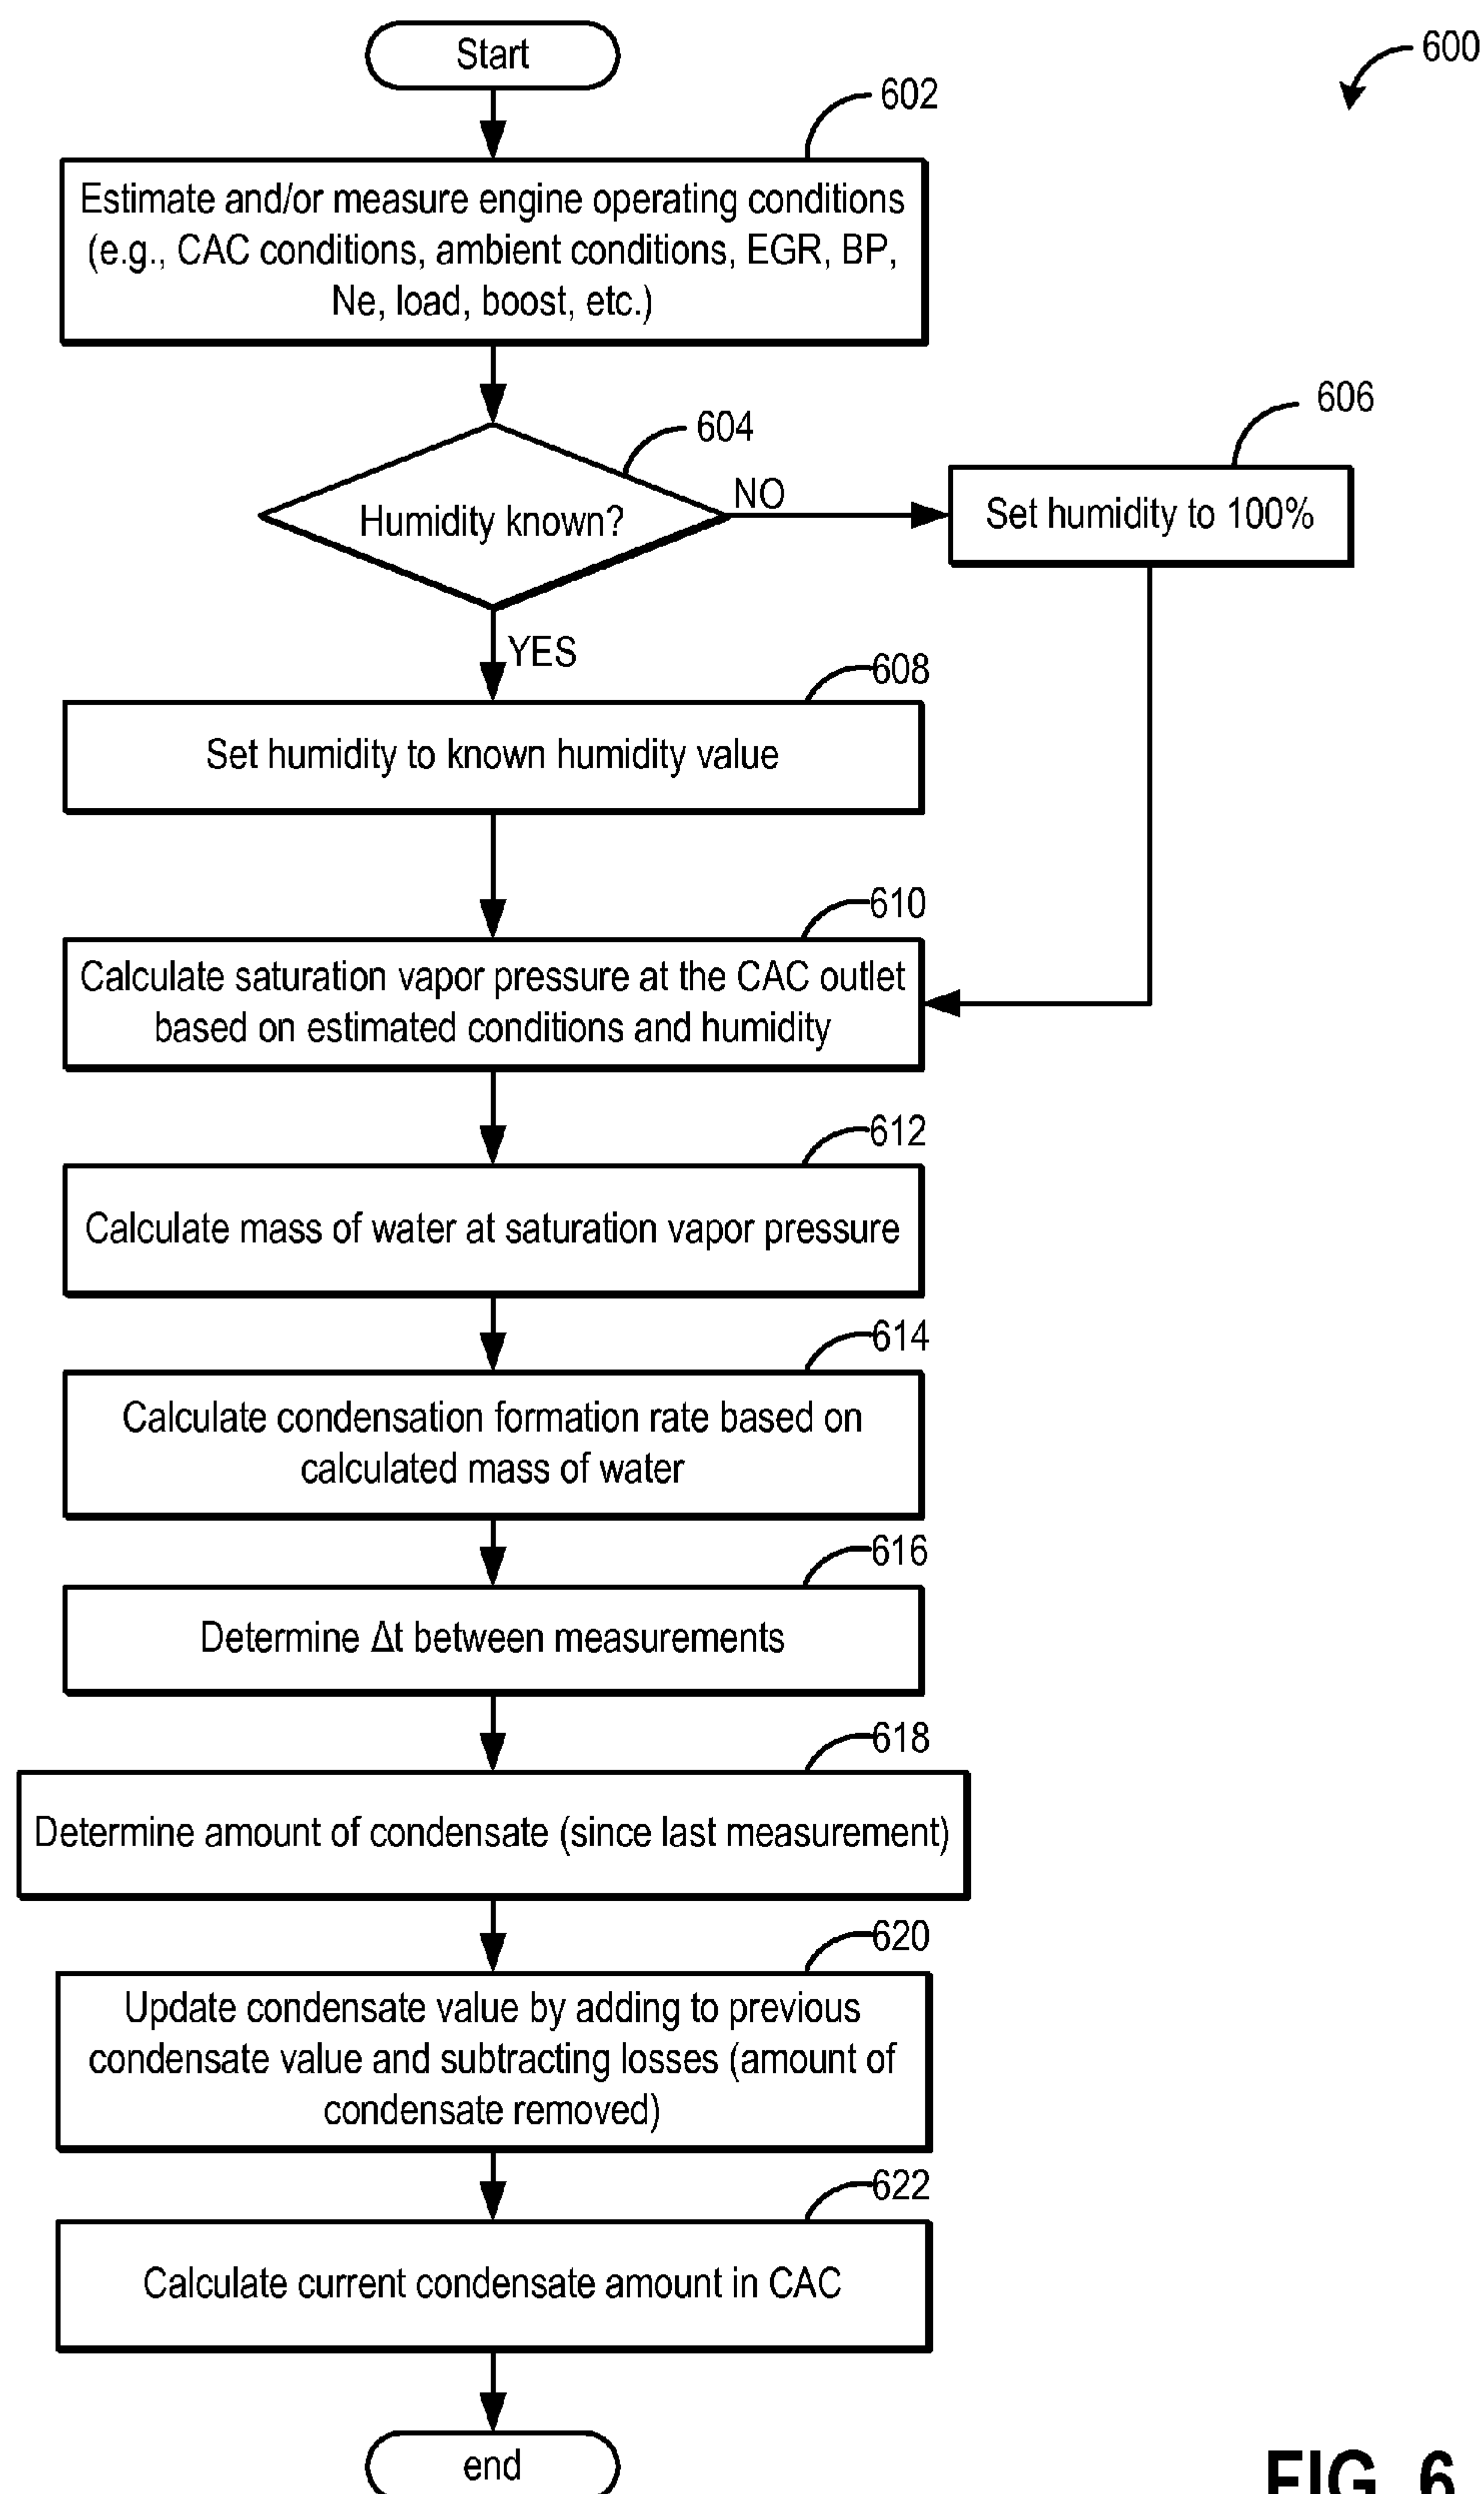 Start
600
602
Estimate and/or measure engine operating conditions
(e.g., CAC conditions, ambient conditions, EGR, BP,
Ne, load, boost, etc.)
604
606
Humidity known?
NO
Set humidity to 100%
YES
608
Set humidity to known humidity value
610
Calculate saturation vapor pressure at the CAC outlet
based on estimated conditions and humidity
612
Calculate mass of water at saturation vapor pressure
614
Calculate condensation formation rate based on
calculated mass of water
616
Determine Δt between measurements
618
Determine amount of condensate (since last measurement)
620
Update condensate value by adding to previous
condensate value and subtracting losses (amount of
condensate removed)
622
Calculate current condensate amount in CAC
end
FIG. 6